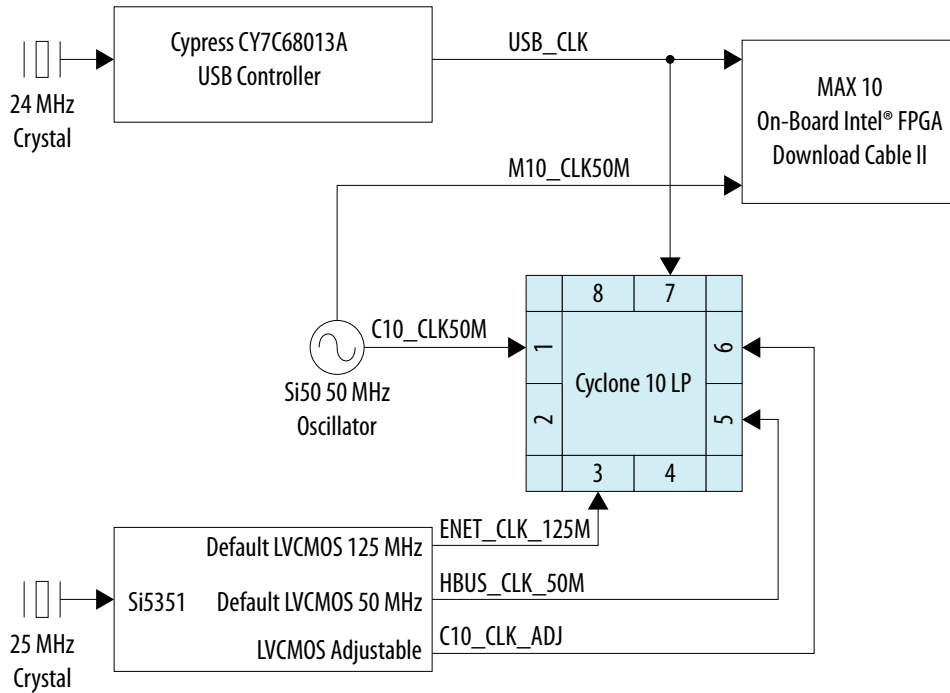 Cypress CY7C68013A
USB Controller
USB_CLK
24 MHz
Crystal
MAX 10
On-Board Intel® FPGA
Download Cable II
M10_CLK50M
8
7
C10_CLK50M
1
6
Cyclone 10 LP
Si50 50 MHz
Oscillator
2
5
3
4
ENET_CLK_125M
Default LVCMOS 125 MHz
HBUS_CLK_50M
Si5351
Default LVCMOS 50 MHz
C10_CLK_ADJ
LVCMOS Adjustable
25 MHz
Crystal